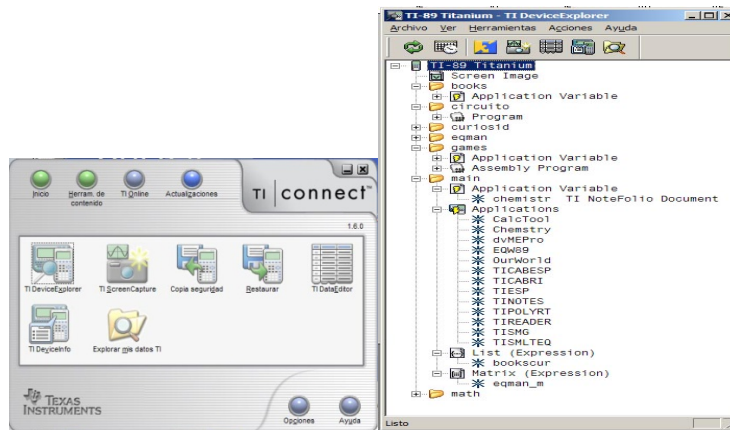 Inicio
Herram. de contenido
TI Online
Actualizaciones
TI connect™
1.6.0
TI DeviceExplorer
TI ScreenCapture
Copia seguridad
Restaurar
TI DataEditor
TI DeviceInfo
Explorar mis datos TI
TEXAS INSTRUMENTS
Opciones
Ayuda
TI-89 Titanium - TI DeviceExplorer
Archivo Ver Herramientas Acciones Ayuda
TI-89 Titanium
Screen Image
books
Application Variable
circuito
Program
curiosid
eqman
games
Application Variable
Assembly Program
main
Application Variable
chemistr TI NoteFolio Document
Applications
CalcTool
Chemstry
dvMEPro
EQW89
OurWorld
TICABESP
TICABRI
TIESP
TINOTES
TIPOLYRT
TIREADER
TISMG
TISMLTEQ
List (Expression)
bookscur
Matrix (Expression)
eqman_m
math
Listo